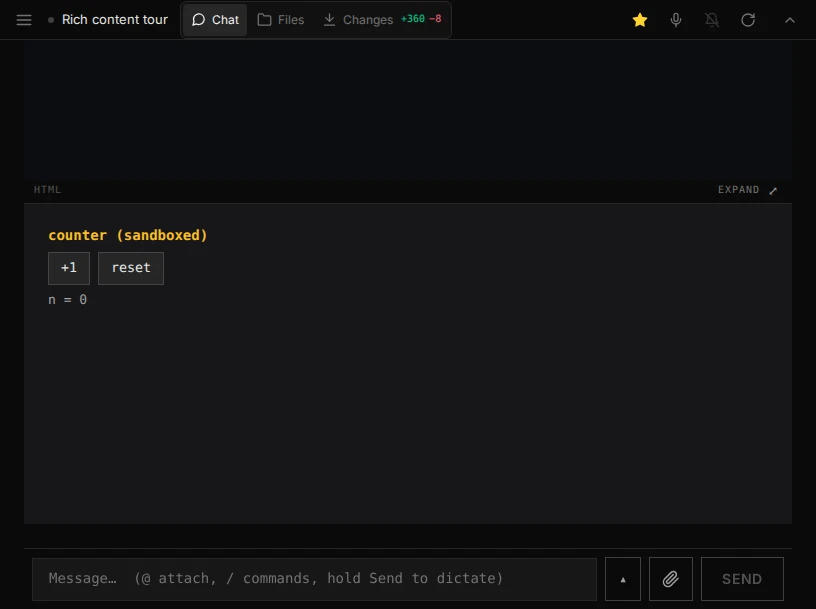 Rich content tour Chat Files Changes +360 −8
HTML EXPAND
counter (sandboxed)
+1 reset
n = 0
Message… (@ attach, / commands, hold Send to dictate) SEND